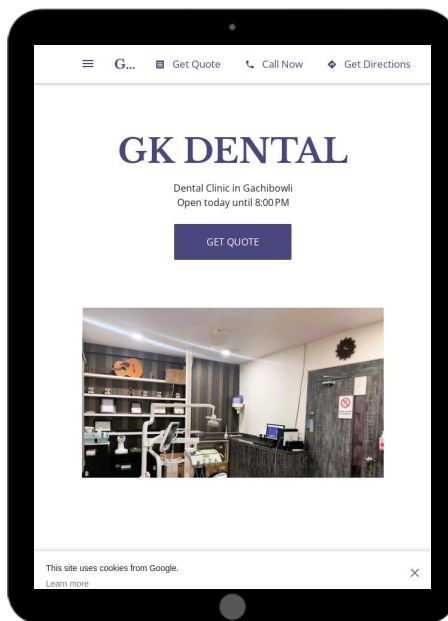 G...
Get Quote
Call Now
Get Directions
GK DENTAL
Dental Clinic in Gachibowli
Open today until 8:00 PM
GET QUOTE
This site uses cookies from Google.
Learn more